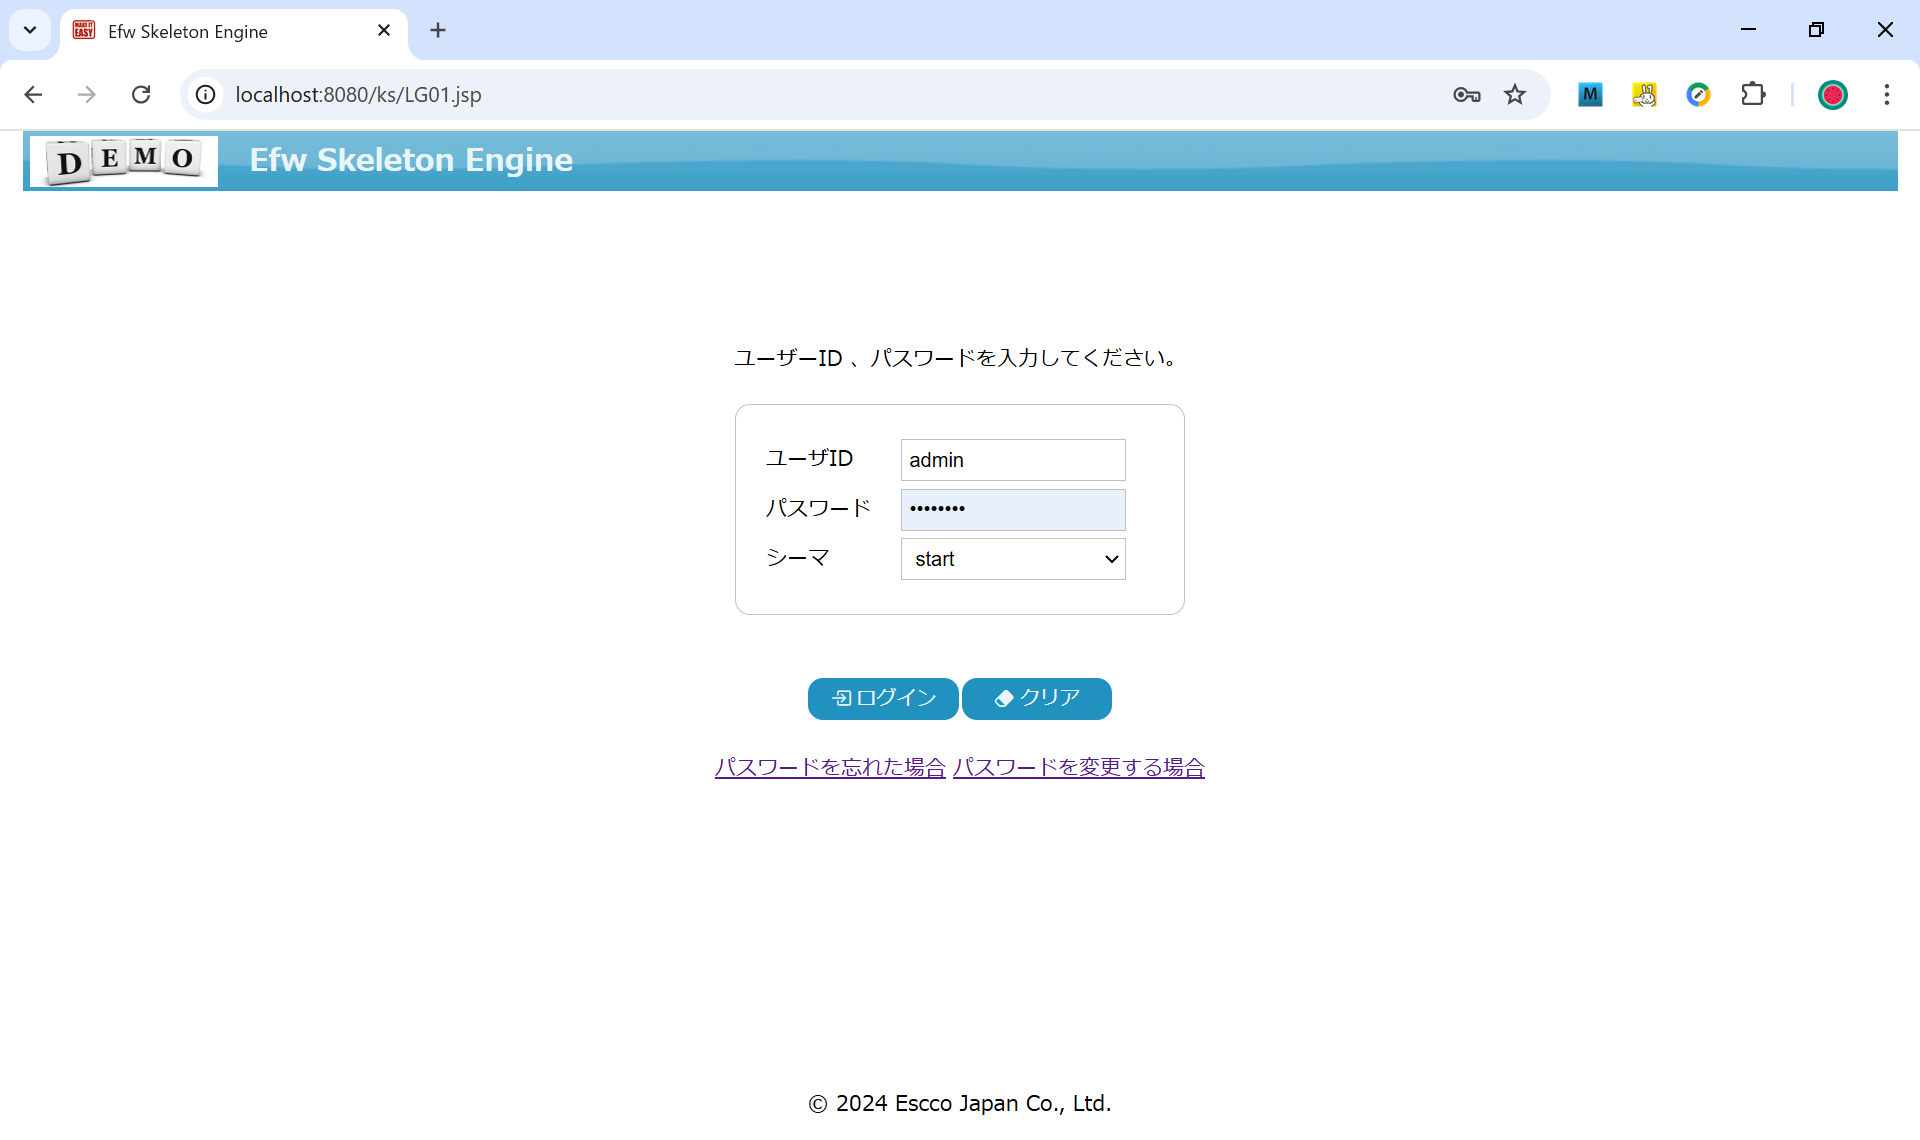 MAKE IT EASY
Efw Skeleton Engine
localhost:8080/ks/LG01.jsp
M
DEMO
Efw Skeleton Engine
ユーザーID 、パスワードを入力してください。
ユーザID
admin
パスワード
••••••••
シーマ
start
ログイン
クリア
パスワードを忘れた場合 パスワードを変更する場合
© 2024 Escco Japan Co., Ltd.